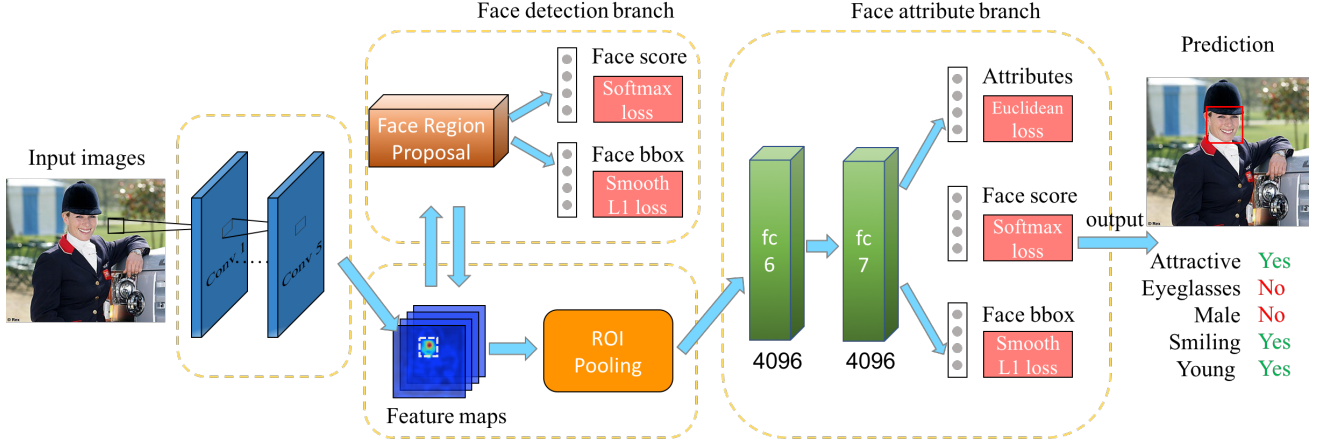 Face detection branch
Face attribute branch
Input images
Conv 1
......
Conv 5
Face Region
Proposal
Face score
Softmax
loss
Face bbox
Smooth
L1 loss
Feature maps
ROI
Pooling
fc
6
4096
fc
7
4096
Attributes
Euclidean
loss
Face score
Softmax
loss
Face bbox
Smooth
L1 loss
output
Prediction
Attractive Yes
Eyeglasses No
Male No
Smiling Yes
Young Yes